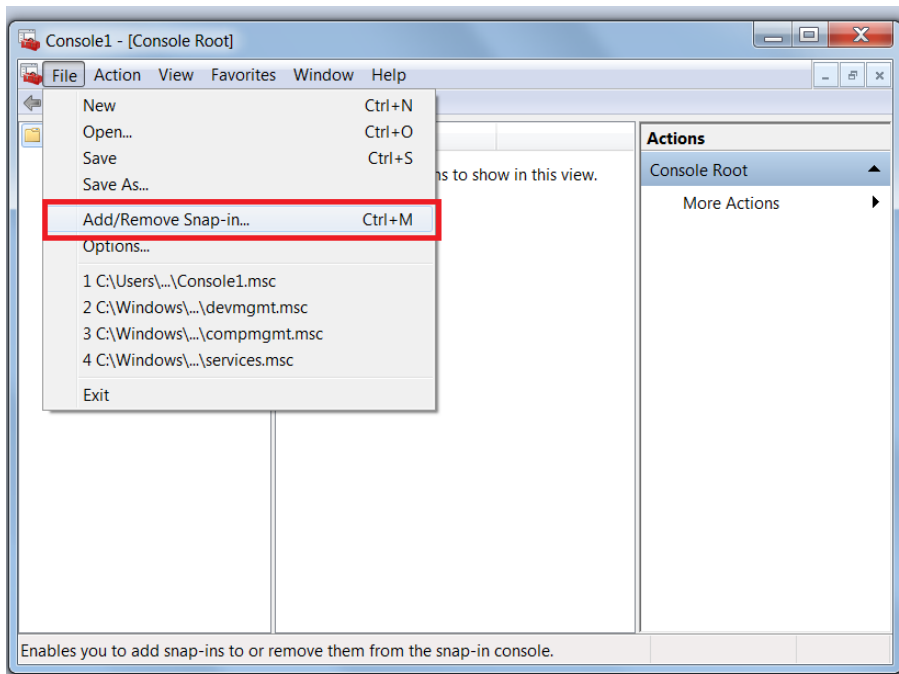 Console1 - [Console Root]
File Action View Favorites Window Help
New Ctrl+N
Open... Ctrl+O
Save Ctrl+S
Save As...
Add/Remove Snap-in... Ctrl+M
Options...
1 C:\Users\...\Console1.msc
2 C:\Windows\...\devmgmt.msc
3 C:\Windows\...\compmgmt.msc
4 C:\Windows\...\services.msc
Exit
to show in this view.
Actions
Console Root
More Actions
Enables you to add snap-ins to or remove them from the snap-in console.